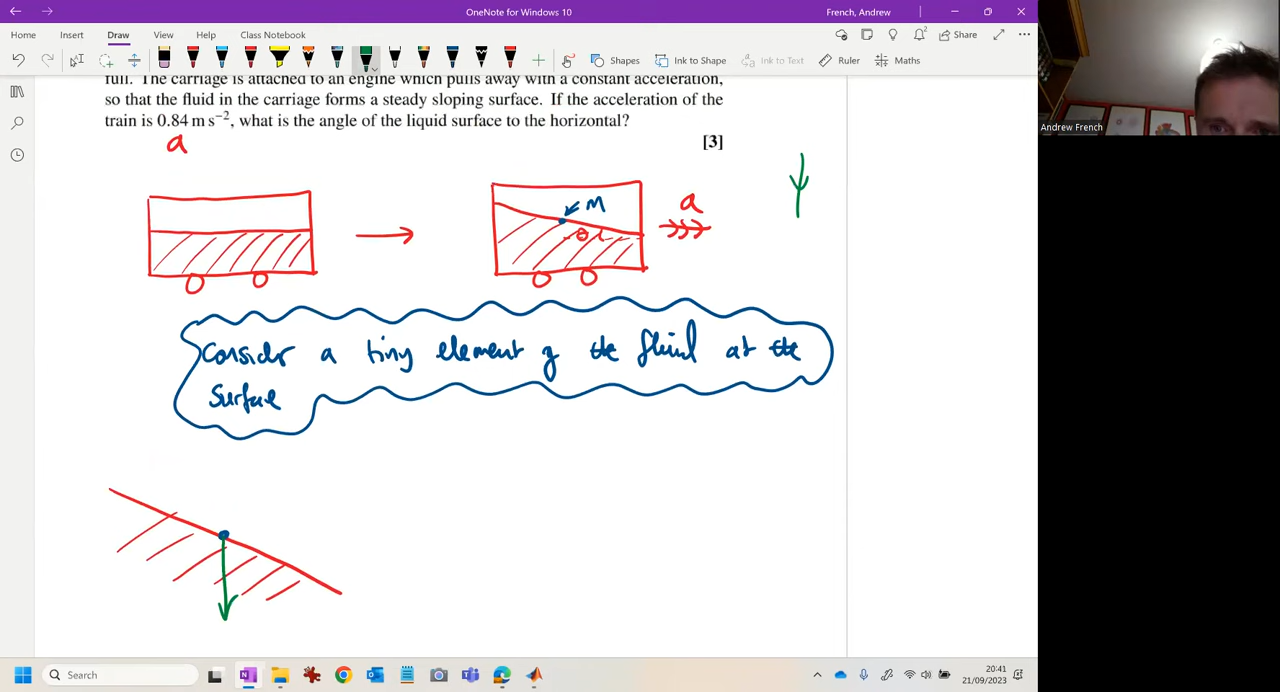 OneNote for Windows 10
French, Andrew
Home Insert Draw View Help Class Notebook
Share
Shapes Ink to Shape Ink to Text Ruler Maths
full. The carriage is attached to an engine which pulls away with a constant acceleration,
so that the fluid in the carriage forms a steady sloping surface. If the acceleration of the
train is 0.84 m s⁻², what is the angle of the liquid surface to the horizontal?
[3]
a
M
a
θ
Consider a tiny element of the fluid at the
Surface
Andrew French
Search
20:41
21/09/2023